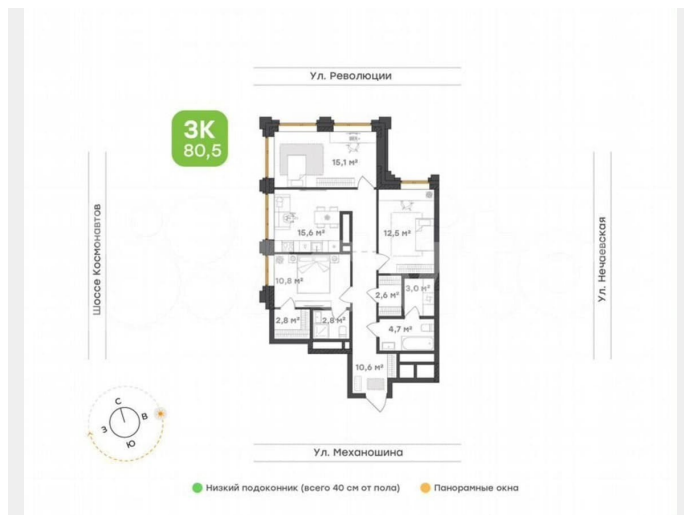 Ул. Революции
3К
80,5
15,1 м²
15,6 м²
12,5 м²
10,8 м²
2,6 м²
3,0 м²
2,8 м²
2,8 м²
4,7 м²
10,6 м²
Шоссе Космонавтов
Ул. Нечаевская
С
В
З
Ю
Ул. Механошина
Низкий подоконник (всего 40 см от пола)
Панорамные окна